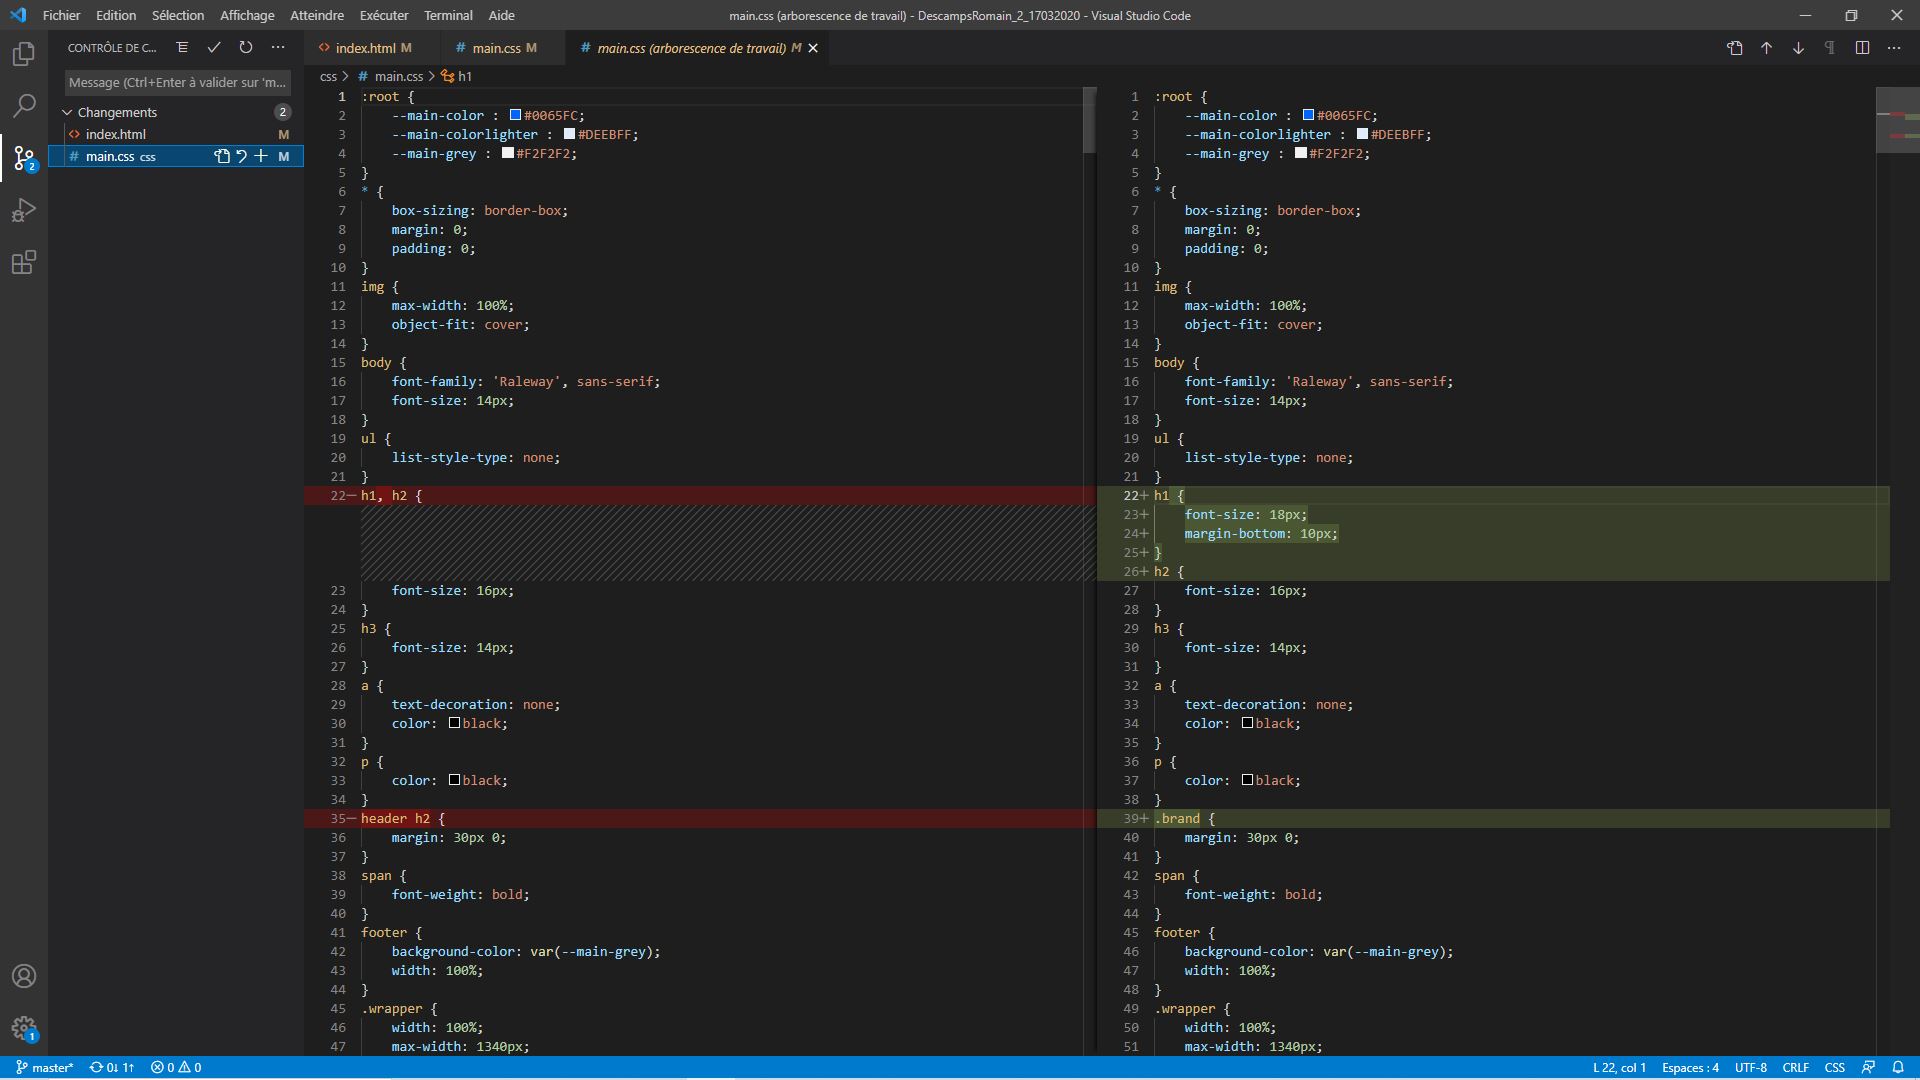 Fichier Edition Sélection Affichage Atteindre Exécuter Terminal Aide
main.css (arborescence de travail) - DescampsRomain_2_17032020 - Visual Studio Code
CONTRÔLE DE C...
Message (Ctrl+Enter à valider sur 'm...
Changements 2
index.html M
main.css css M
2
1
index.html M
# main.css M
# main.css (arborescence de travail) M
css > # main.css > h1
1 :root {
2 --main-color : #0065FC;
3 --main-colorlighter : #DEEBFF;
4 --main-grey : #F2F2F2;
5 }
6 * {
7 box-sizing: border-box;
8 margin: 0;
9 padding: 0;
10 }
11 img {
12 max-width: 100%;
13 object-fit: cover;
14 }
15 body {
16 font-family: 'Raleway', sans-serif;
17 font-size: 14px;
18 }
19 ul {
20 list-style-type: none;
21 }
22− h1, h2 {
23 font-size: 16px;
24 }
25 h3 {
26 font-size: 14px;
27 }
28 a {
29 text-decoration: none;
30 color: black;
31 }
32 p {
33 color: black;
34 }
35− header h2 {
36 margin: 30px 0;
37 }
38 span {
39 font-weight: bold;
40 }
41 footer {
42 background-color: var(--main-grey);
43 width: 100%;
44 }
45 .wrapper {
46 width: 100%;
47 max-width: 1340px;
1 :root {
2 --main-color : #0065FC;
3 --main-colorlighter : #DEEBFF;
4 --main-grey : #F2F2F2;
5 }
6 * {
7 box-sizing: border-box;
8 margin: 0;
9 padding: 0;
10 }
11 img {
12 max-width: 100%;
13 object-fit: cover;
14 }
15 body {
16 font-family: 'Raleway', sans-serif;
17 font-size: 14px;
18 }
19 ul {
20 list-style-type: none;
21 }
22+ h1 {
23+ font-size: 18px;
24+ margin-bottom: 10px;
25+ }
26+ h2 {
27 font-size: 16px;
28 }
29 h3 {
30 font-size: 14px;
31 }
32 a {
33 text-decoration: none;
34 color: black;
35 }
36 p {
37 color: black;
38 }
39+ .brand {
40 margin: 30px 0;
41 }
42 span {
43 font-weight: bold;
44 }
45 footer {
46 background-color: var(--main-grey);
47 width: 100%;
48 }
49 .wrapper {
50 width: 100%;
51 max-width: 1340px;
master* 0↓ 1↑ 0 0 L 22, col 1 Espaces : 4 UTF-8 CRLF CSS